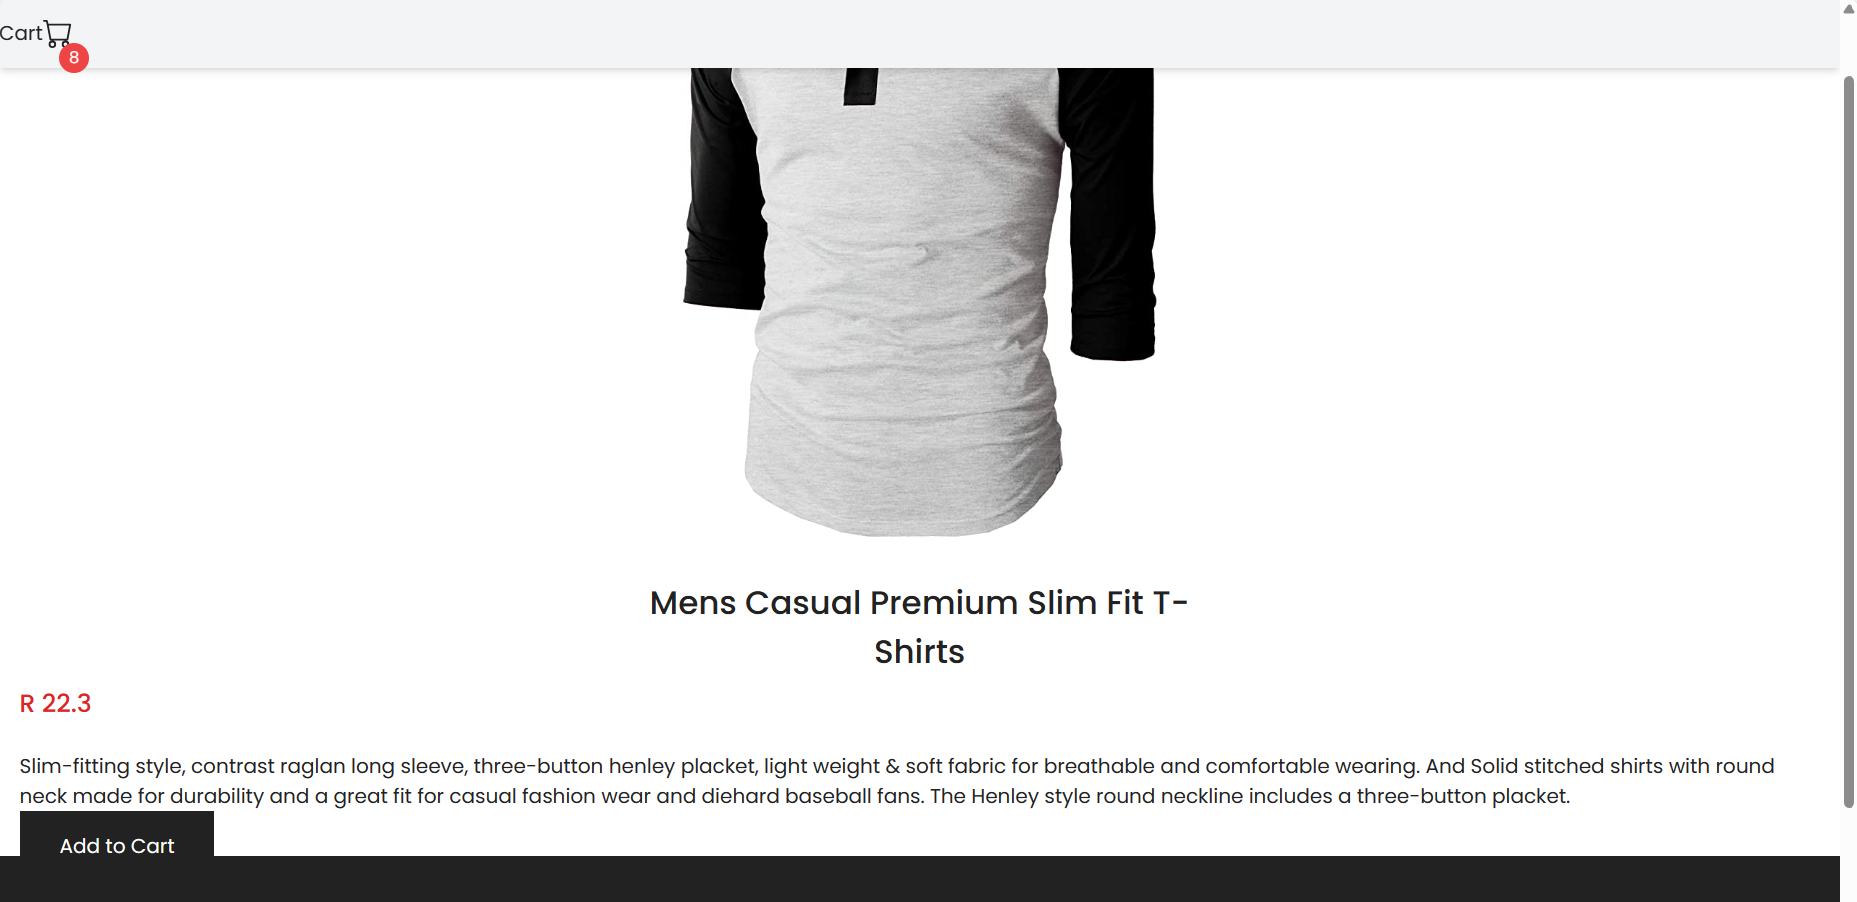 Cart
8
Mens Casual Premium Slim Fit T-
Shirts
R 22.3
Slim-fitting style, contrast raglan long sleeve, three-button henley placket, light weight & soft fabric for breathable and comfortable wearing. And Solid stitched shirts with round
neck made for durability and a great fit for casual fashion wear and diehard baseball fans. The Henley style round neckline includes a three-button placket.
Add to Cart